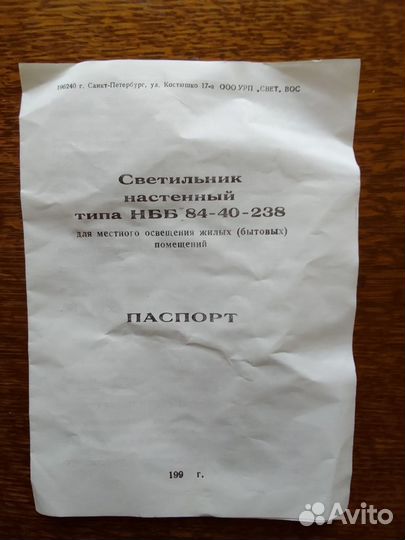 196240 г. Санкт-Петербург, ул. Костюшко 17-а ООО УРП „СВЕТ„ ВОС
Светильник
настенный
типа НББ 84-40-238
для местного освещения жилых (бытовых)
помещений
ПАСПОРТ
199 г.
Avito